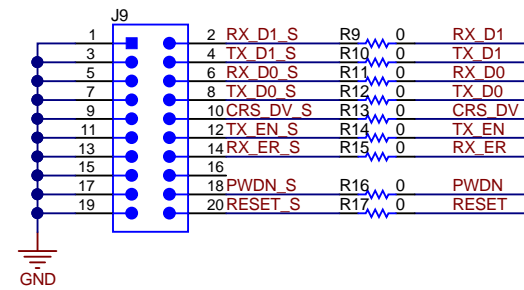 J9
1 2 RX_D1_S R9 0 RX_D1
3 4 TX_D1_S R10 0 TX_D1
5 6 RX_D0_S R11 0 RX_D0
7 8 TX_D0_S R12 0 TX_D0
9 10 CRS_DV_S R13 0 CRS_DV
11 12 TX_EN_S R14 0 TX_EN
13 14 RX_ER_S R15 0 RX_ER
15 16
17 18 PWDN_S R16 0 PWDN
19 20 RESET_S R17 0 RESET
GND